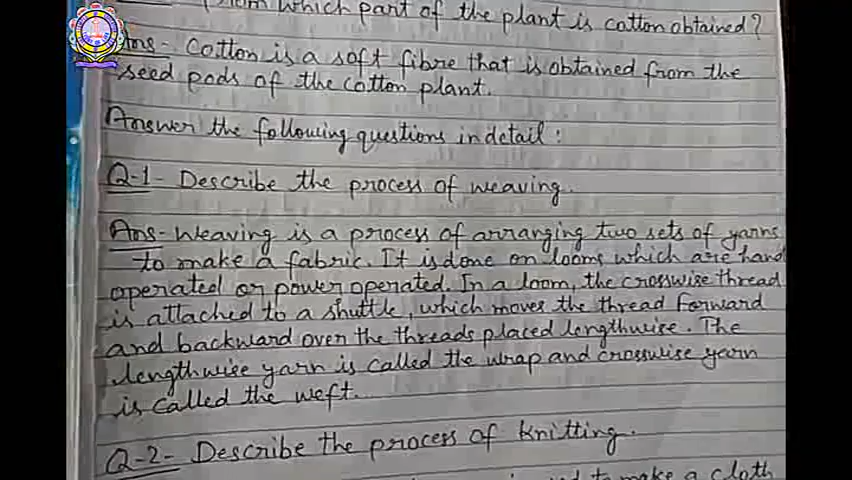 which part of the plant is cotton obtained?
Ans- Cotton is a soft fibre that is obtained from the
seed pods of the cotton plant.
Answer the following questions in detail:
Q-1- Describe the process of weaving.
Ans- Weaving is a process of arranging two sets of yarns
to make a fabric. It is done on looms which are hand
operated or power operated. In a loom, the crosswise thread
is attached to a shuttle, which moves the thread forward
and backward over the threads placed lengthwise. The
lengthwise yarn is called the wrap and crosswise yarn
is called the weft.
Q-2- Describe the process of Knitting.
to make a cloth